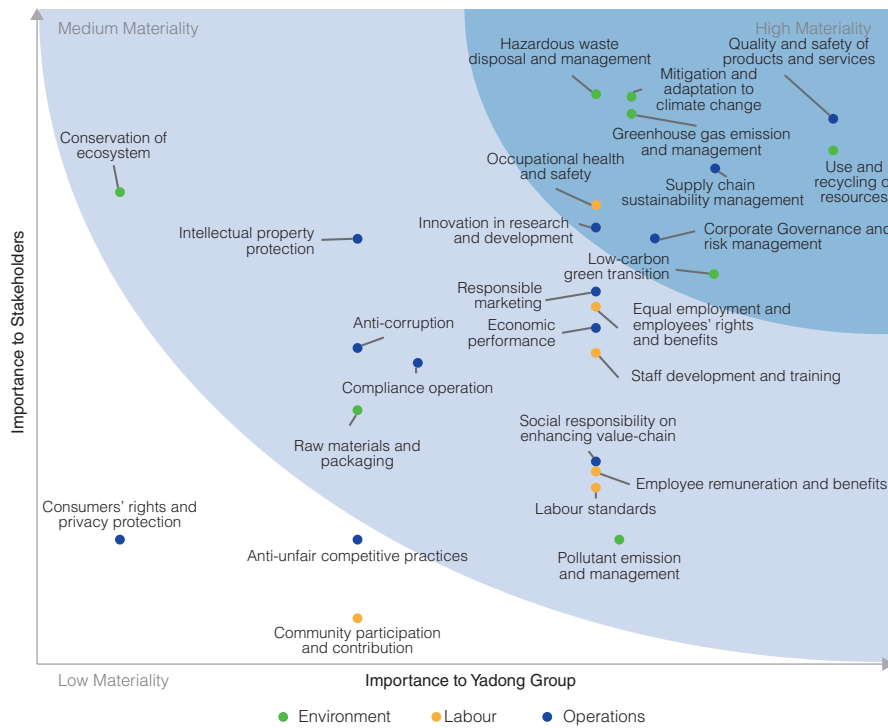 Medium Materiality
High Materiality
Hazardous waste
disposal and management
Quality and safety of
products and services
Mitigation and
adaptation to
climate change
Conservation of
ecosystem
Greenhouse gas emission
and management
Occupational health
and safety
Use and
recycling of
resources
Supply chain
sustainability management
Intellectual property
protection
Innovation in research
and development
Corporate Governance and
risk management
Low-carbon
green transition
Responsible
marketing
Equal employment and
employees' rights
and benefits
Anti-corruption
Economic
performance
Compliance operation
Staff development and training
Raw materials and
packaging
Social responsibility on
enhancing value-chain
Employee remuneration and benefits
Labour standards
Consumers' rights and
privacy protection
Anti-unfair competitive practices
Pollutant emission
and management
Community participation
and contribution
Importance to Stakeholders
Low Materiality
Importance to Yadong Group
Environment
Labour
Operations